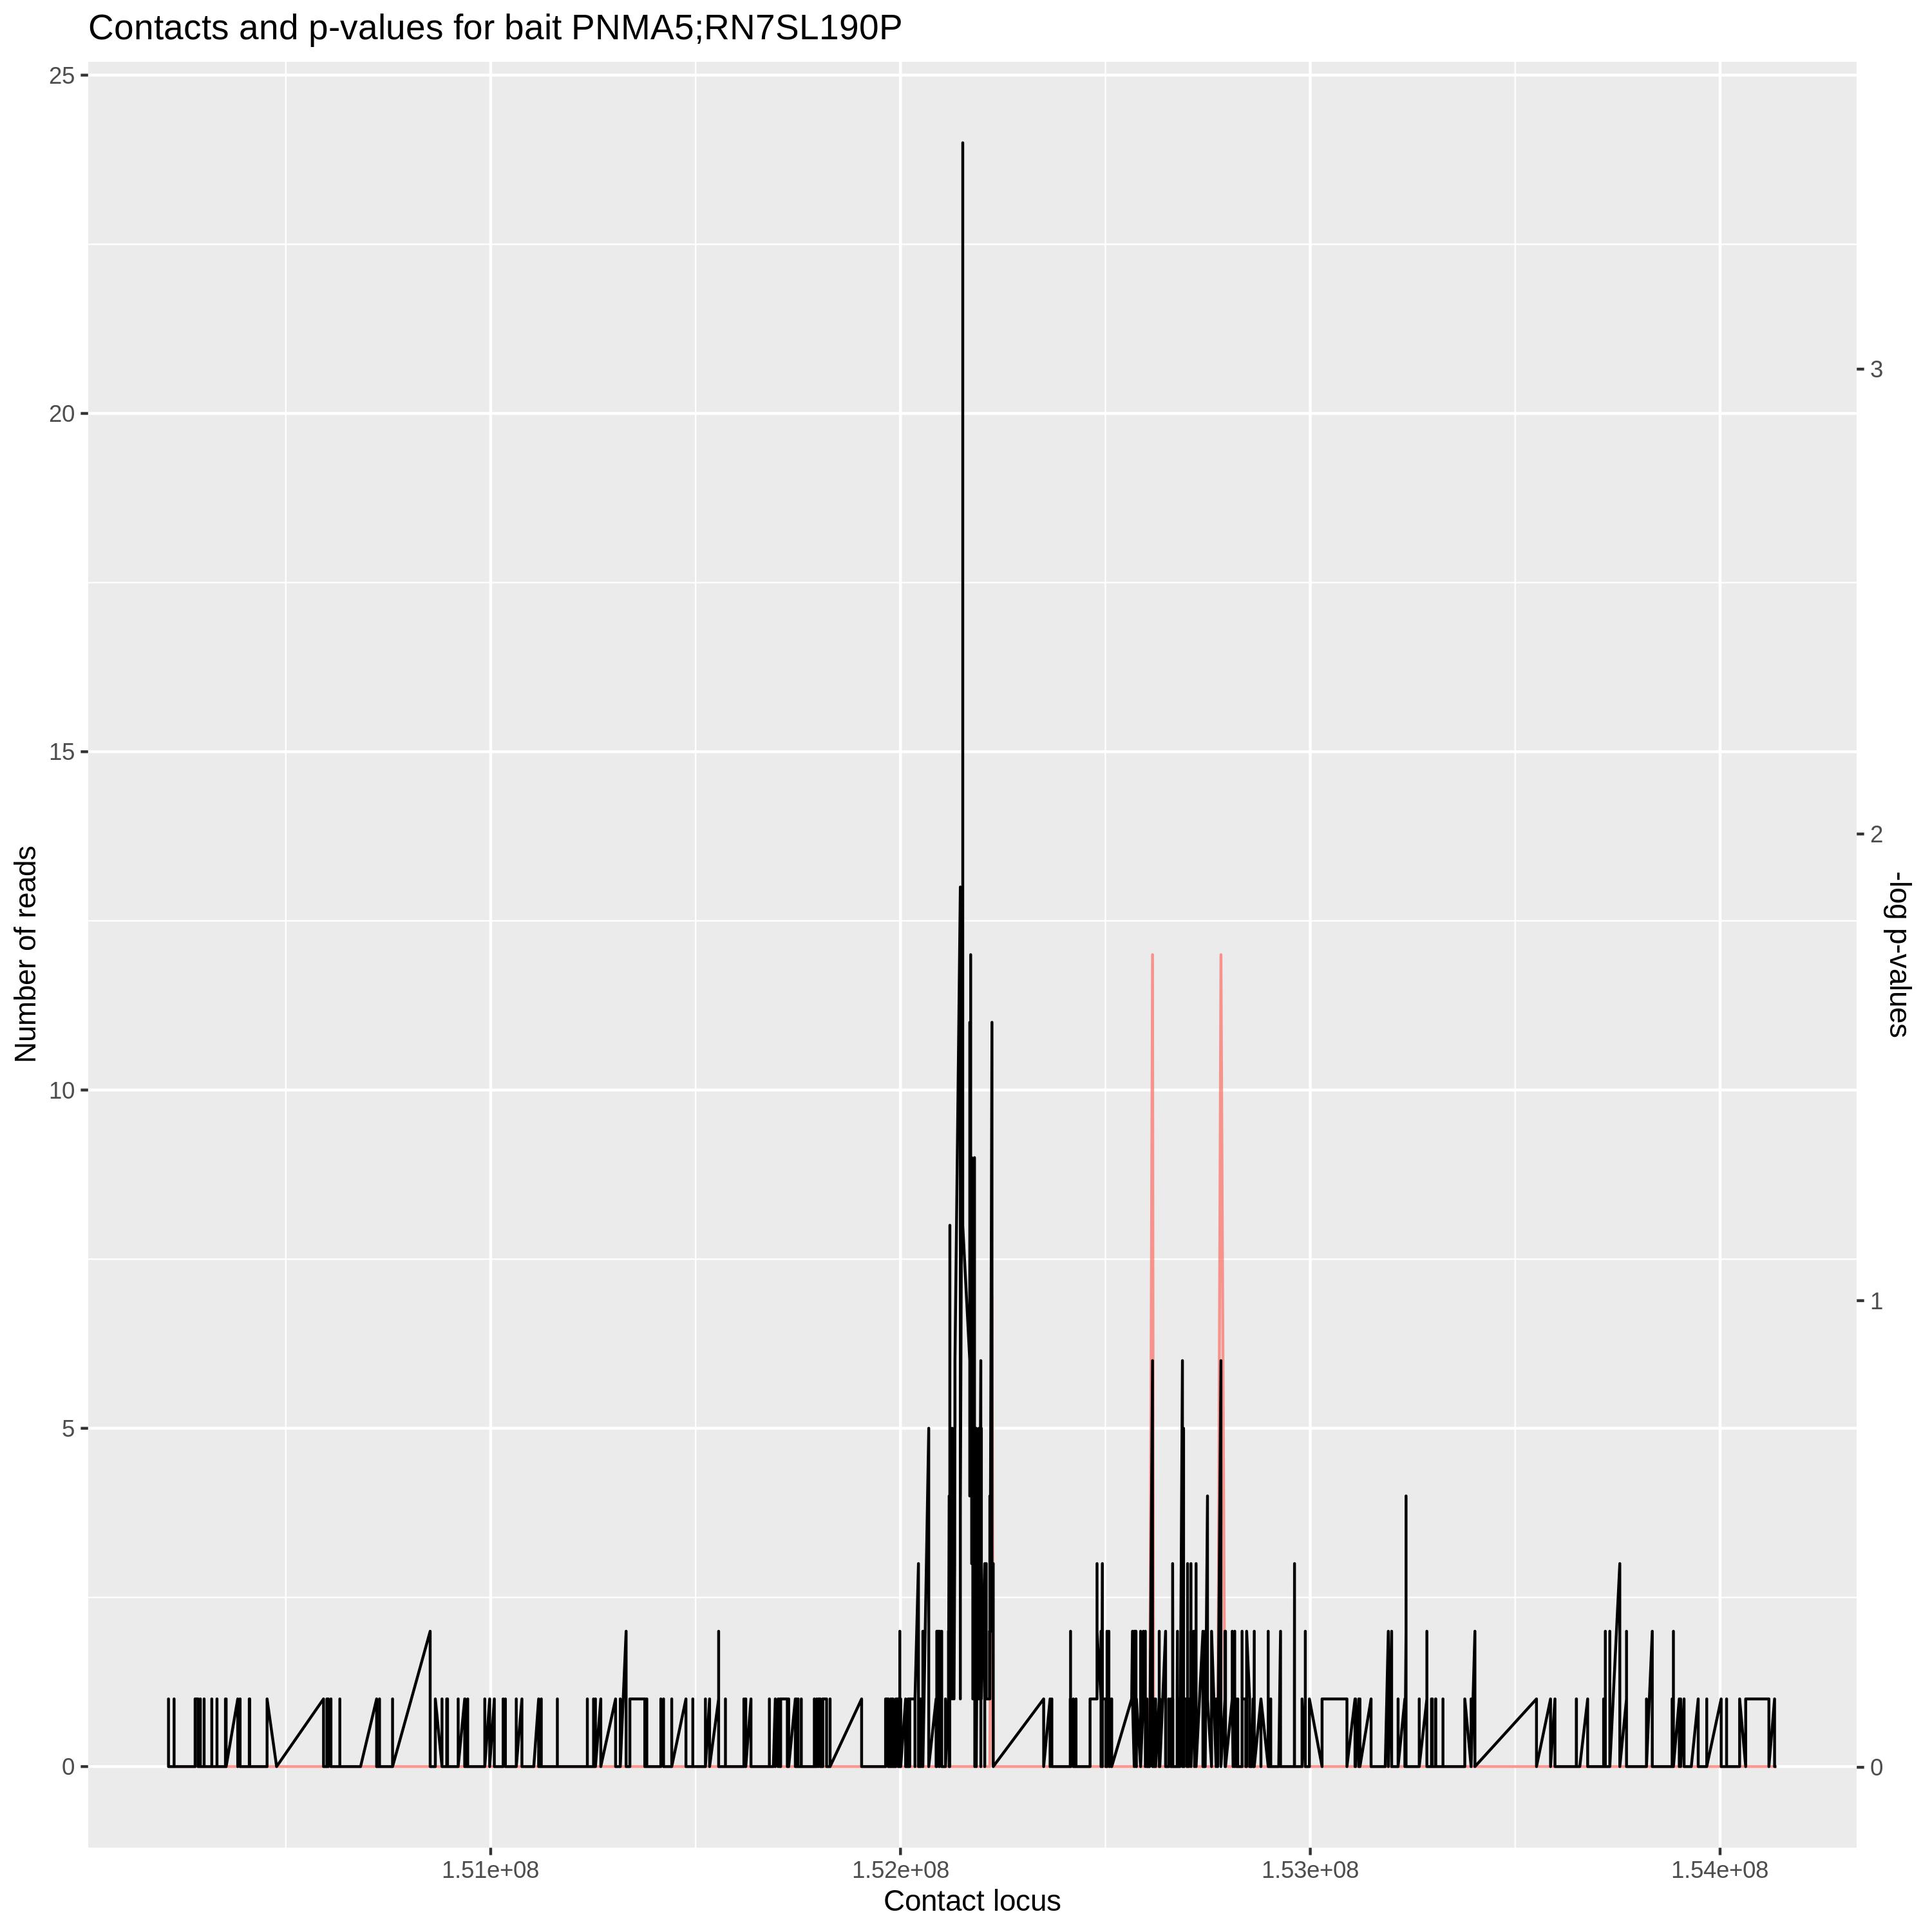 Contacts and p-values for bait PNMA5;RN7SL190P
25
20
15
10
5
0
Number of reads
3
2
1
0
-log p-values
1.51e+08 1.52e+08 1.53e+08 1.54e+08
Contact locus